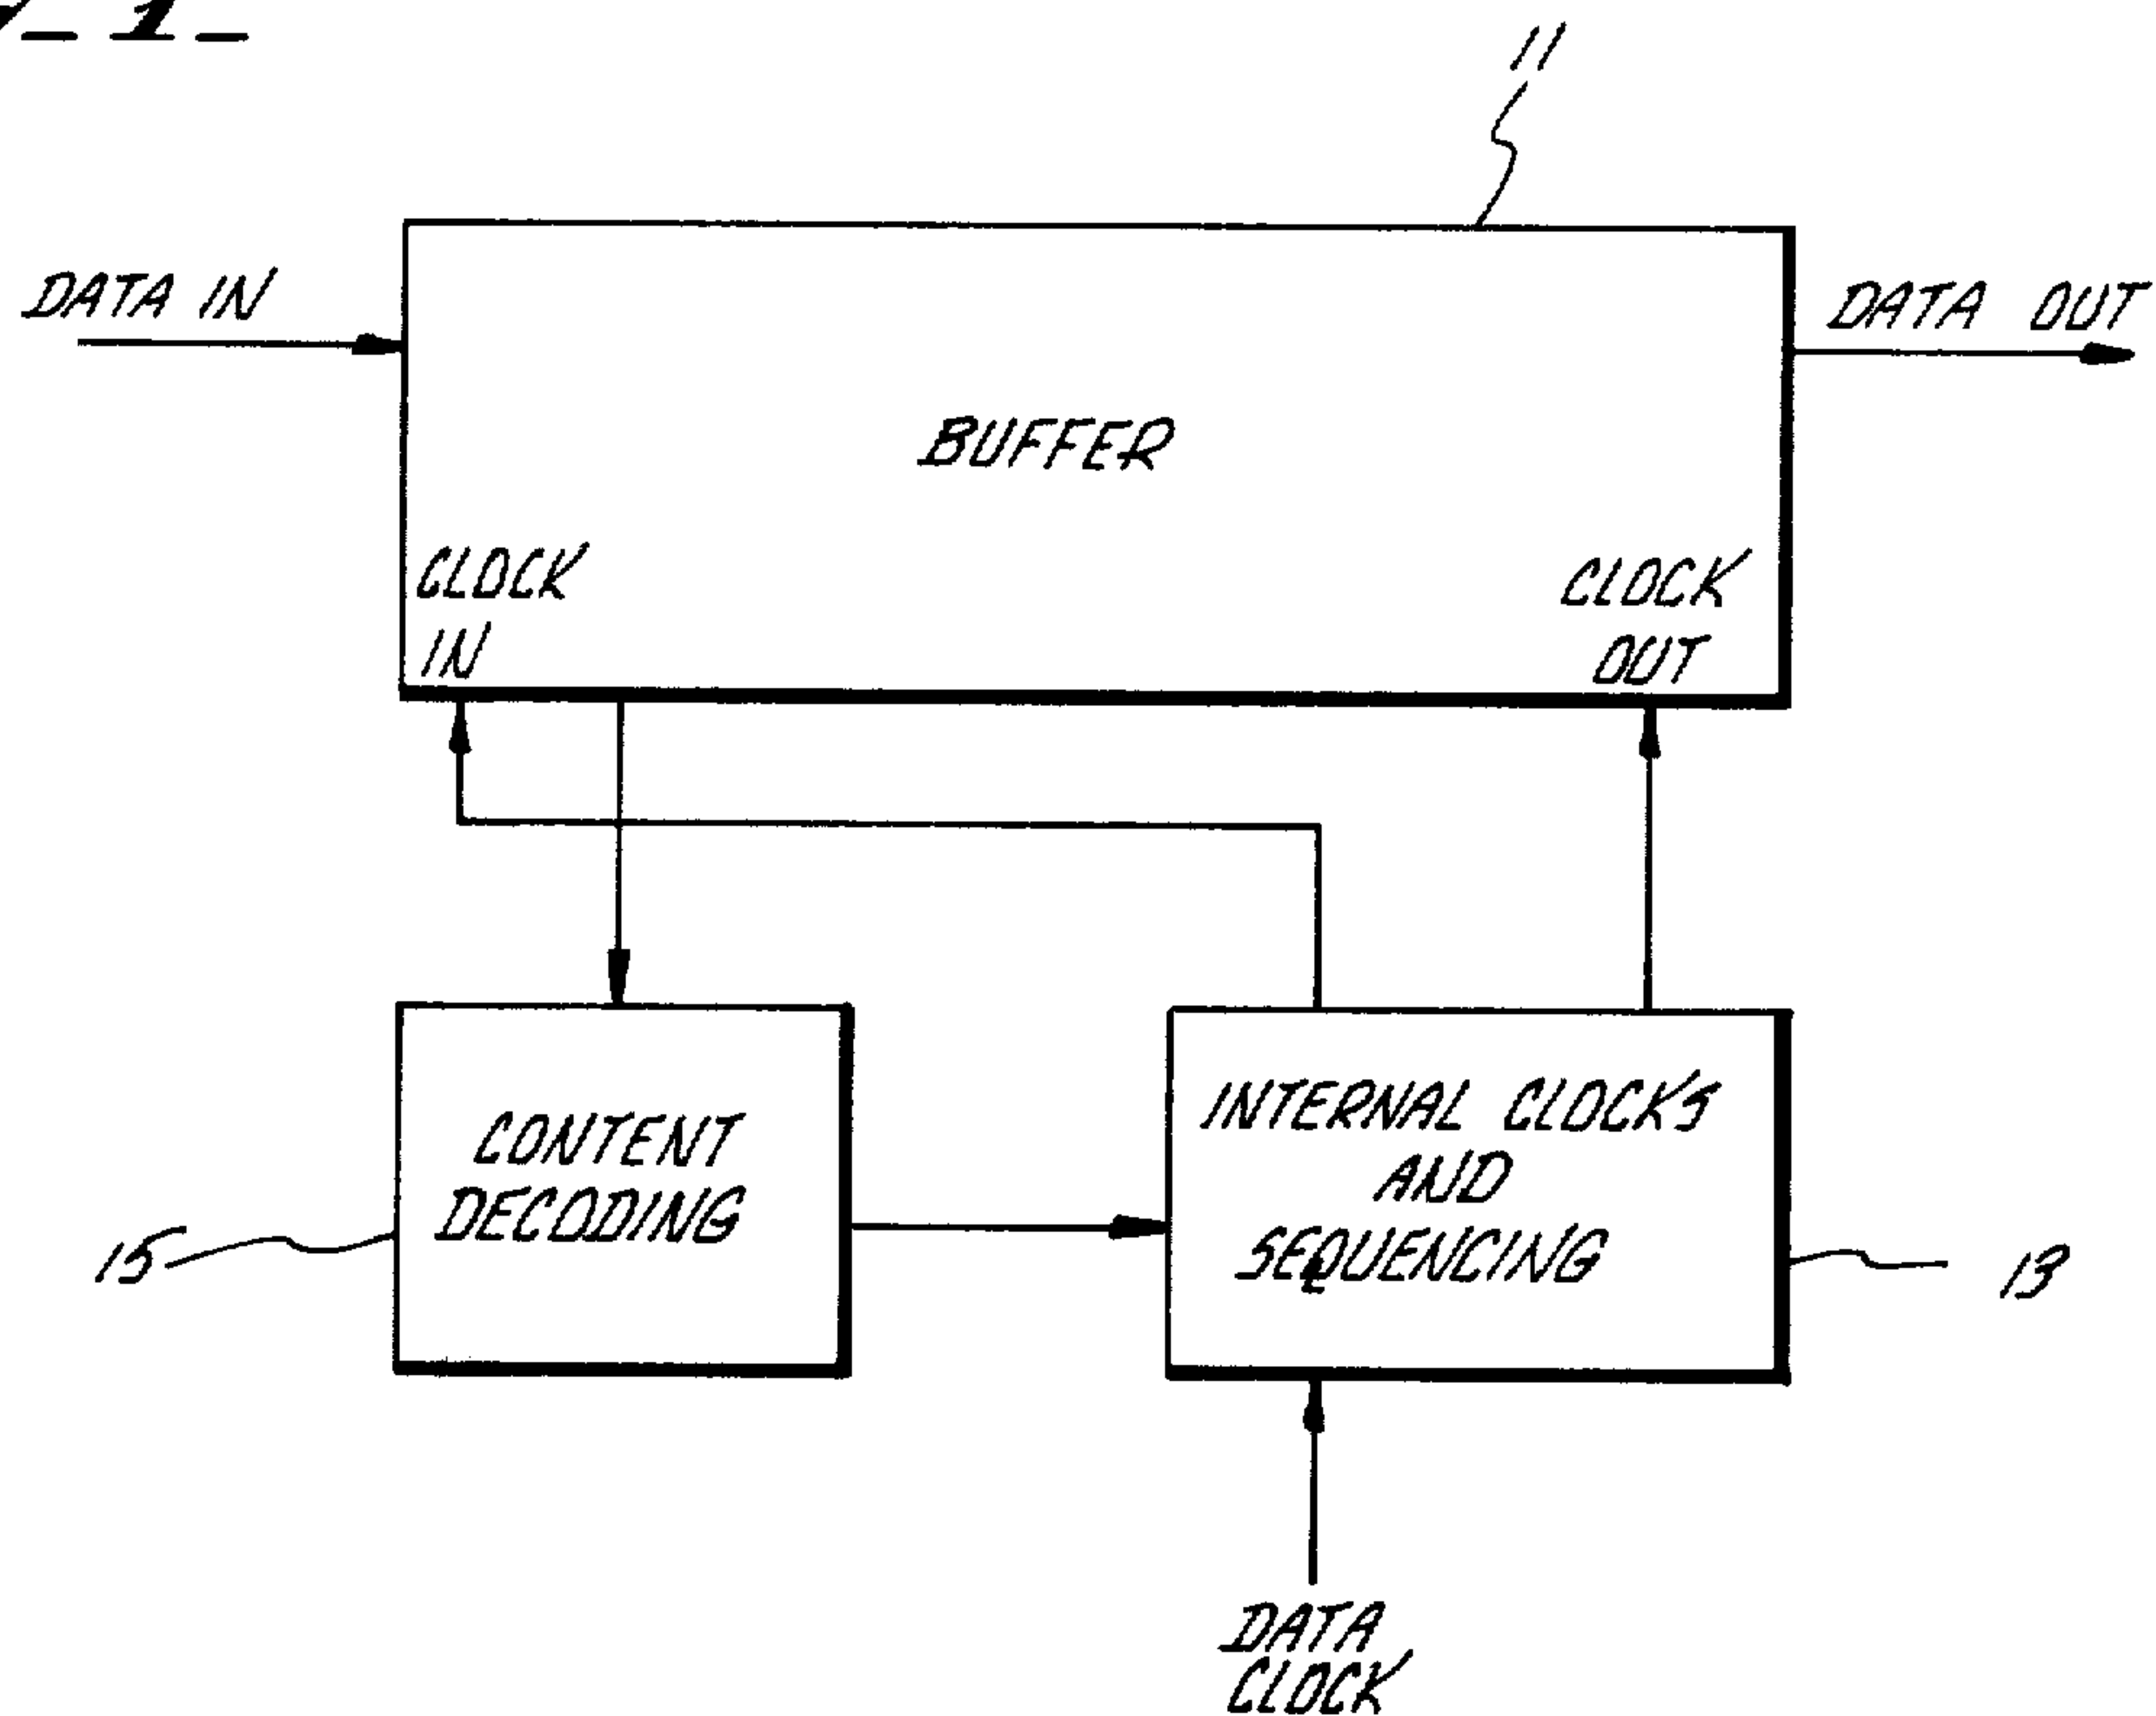 1
11
DATA IN
DATA OUT
BUFFER
CLOCK
IN
CLOCK
OUT
CONTENT
DECODING
INTERNAL CLOCKS
AND
SEQUENCING
15
13
DATA
CLOCK